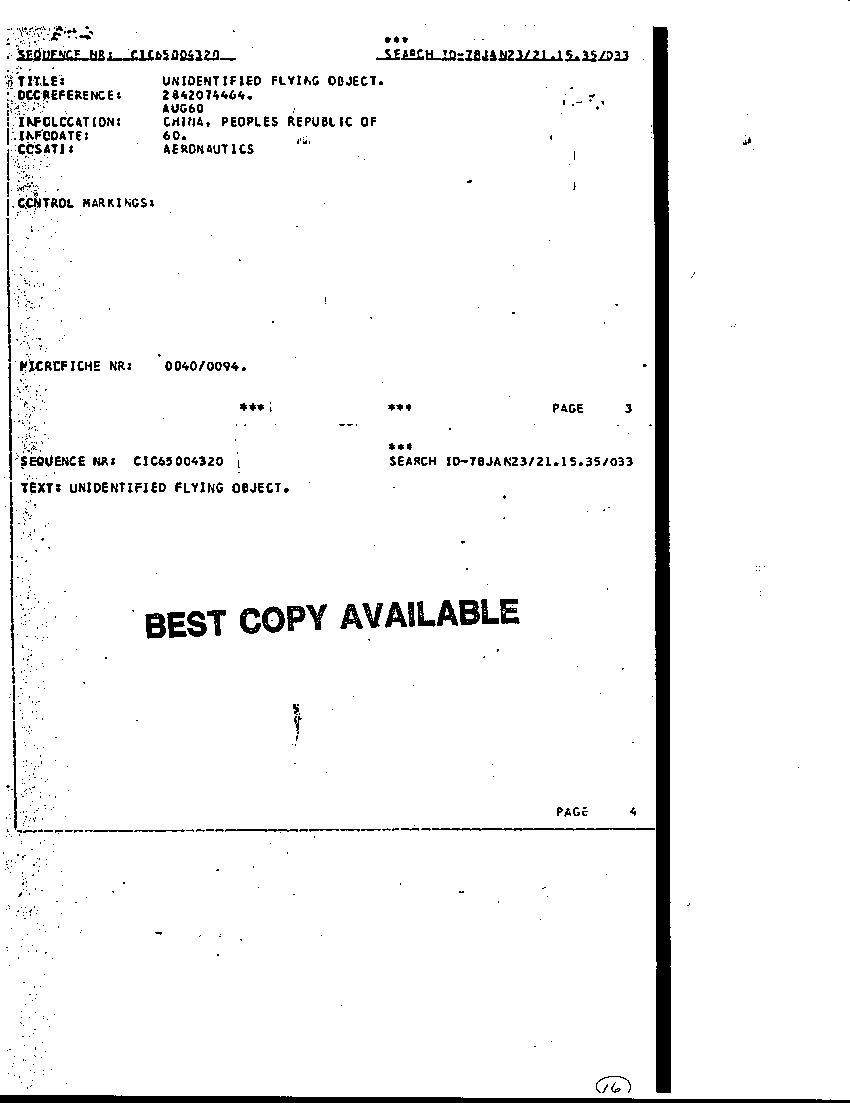 ***
SEQUENCE NR: CIC65004320 SEARCH ID-78JAN23/21.15.35/033
TITLE: UNIDENTIFIED FLYING OBJECT.
DOCREFERENCE: 2842074464.
AUG60
INFOLOCATION: CHINA, PEOPLES REPUBLIC OF
INFODATE: 60.
COSATI: AERONAUTICS
CONTROL MARKINGS:
MICROFICHE NR: 0040/0094.
*** *** PAGE 3
***
SEQUENCE NR: CIC65004320 SEARCH ID-78JAN23/21.15.35/033
TEXT: UNIDENTIFIED FLYING OBJECT.
BEST COPY AVAILABLE
PAGE 4
16